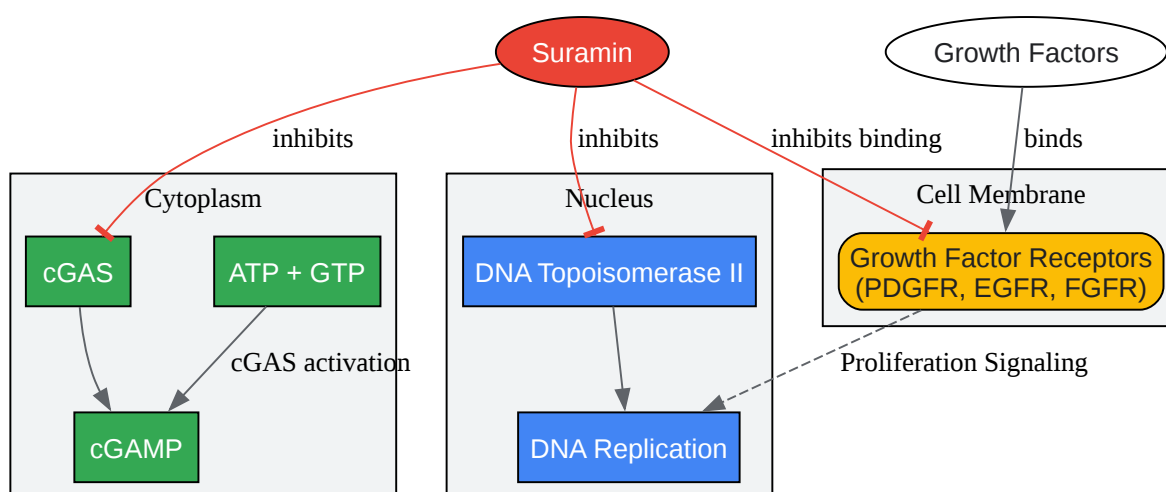 Suramin
Growth Factors
inhibits
inhibits
inhibits binding
binds
Cytoplasm
Nucleus
Cell Membrane
cGAS
ATP + GTP
DNA Topoisomerase II
Growth Factor Receptors
(PDGFR, EGFR, FGFR)
cGAS activation
Proliferation Signaling
cGAMP
DNA Replication